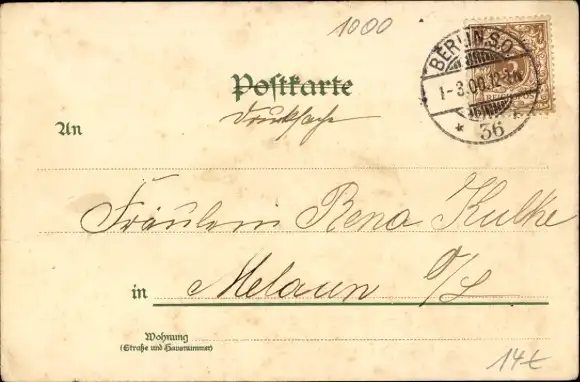 1000
BERLIN S.O.
1-3.00.12-1N
* 36 *
Postkarte
Drucksache
An
Fräulein Rena Kulke
in Melaun O/L
Wohnung
(Straße und Hausnummer)
14t